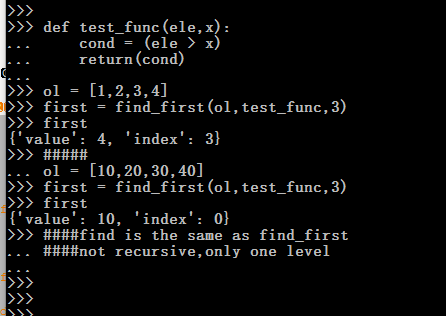 >>>
>>> def test_func(ele,x):
...     cond = (ele > x)
...     return(cond)
...
>>> ol = [1,2,3,4]
>>> first = find_first(ol,test_func,3)
>>> first
{'value': 4, 'index': 3}
>>> #####
... ol = [10,20,30,40]
>>> first = find_first(ol,test_func,3)
>>> first
{'value': 10, 'index': 0}
>>> ####find is the same as find_first
... ####not recursive,only one level
...
>>>
>>>
>>>